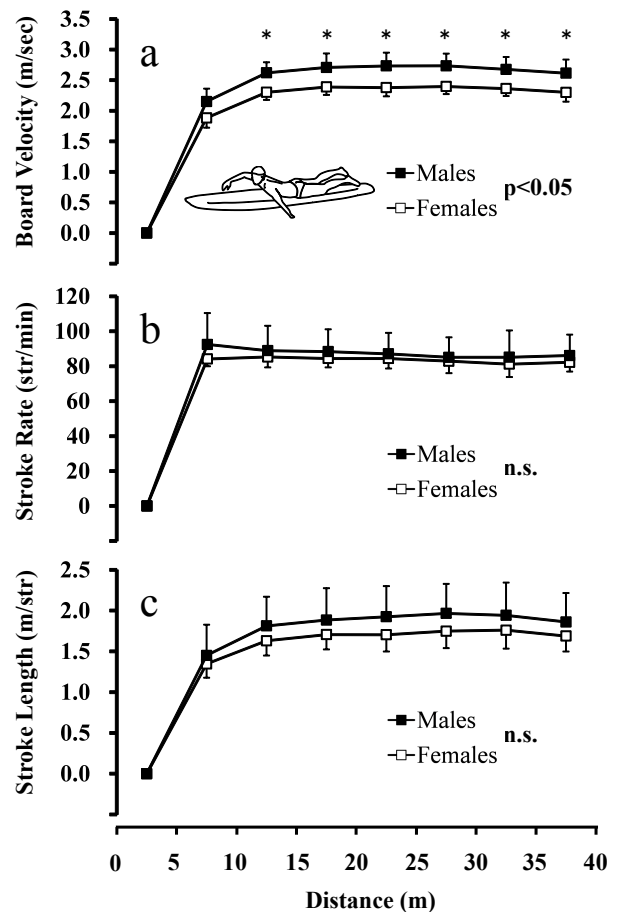 a
Board Velocity (m/sec)
3.5
3.0
2.5
2.0
1.5
1.0
0.5
0.0
* * * * * *
Males
Females
p<0.05
b
Stroke Rate (str/min)
120
100
80
60
40
20
0
Males
Females
n.s.
c
Stroke Length (m/str)
2.5
2.0
1.5
1.0
0.5
0.0
Males
Females
n.s.
0 5 10 15 20 25 30 35 40
Distance (m)